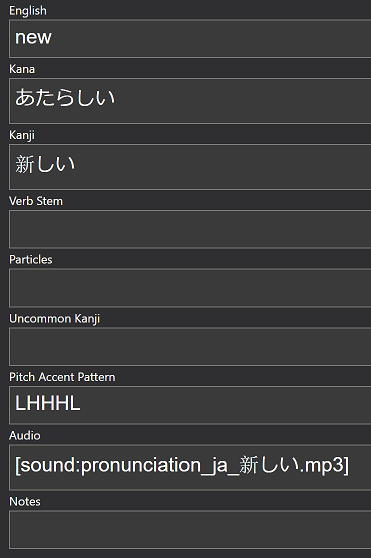 English
new
Kana
あたらしい
Kanji
新しい
Verb Stem
Particles
Uncommon Kanji
Pitch Accent Pattern
LHHHL
Audio
[sound:pronunciation_ja_新しい.mp3]
Notes